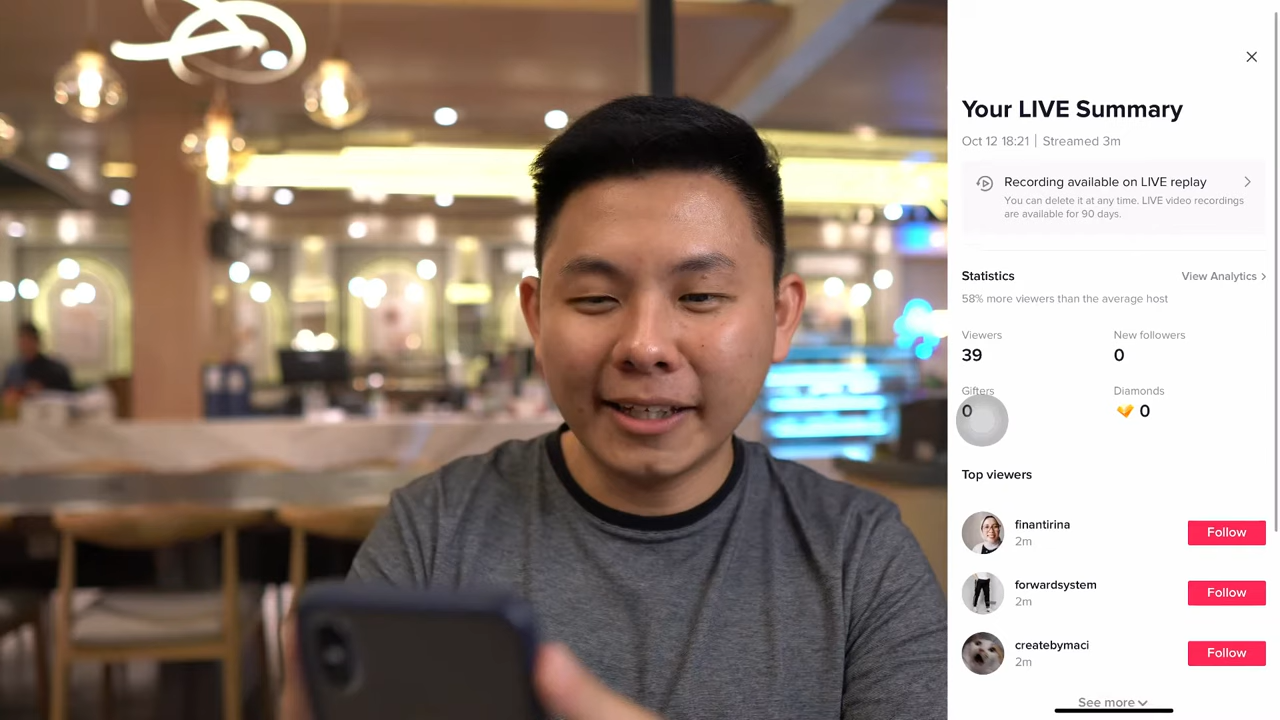 Your LIVE Summary
Oct 12 18:21 | Streamed 3m
Recording available on LIVE replay
You can delete it at any time. LIVE video recordings
are available for 90 days.
Statistics
View Analytics
58% more viewers than the average host
Viewers
New followers
39
0
Gifters
Diamonds
0
0
Top viewers
finantirina
2m
Follow
forwardsystem
2m
Follow
createbymaci
2m
Follow
See more